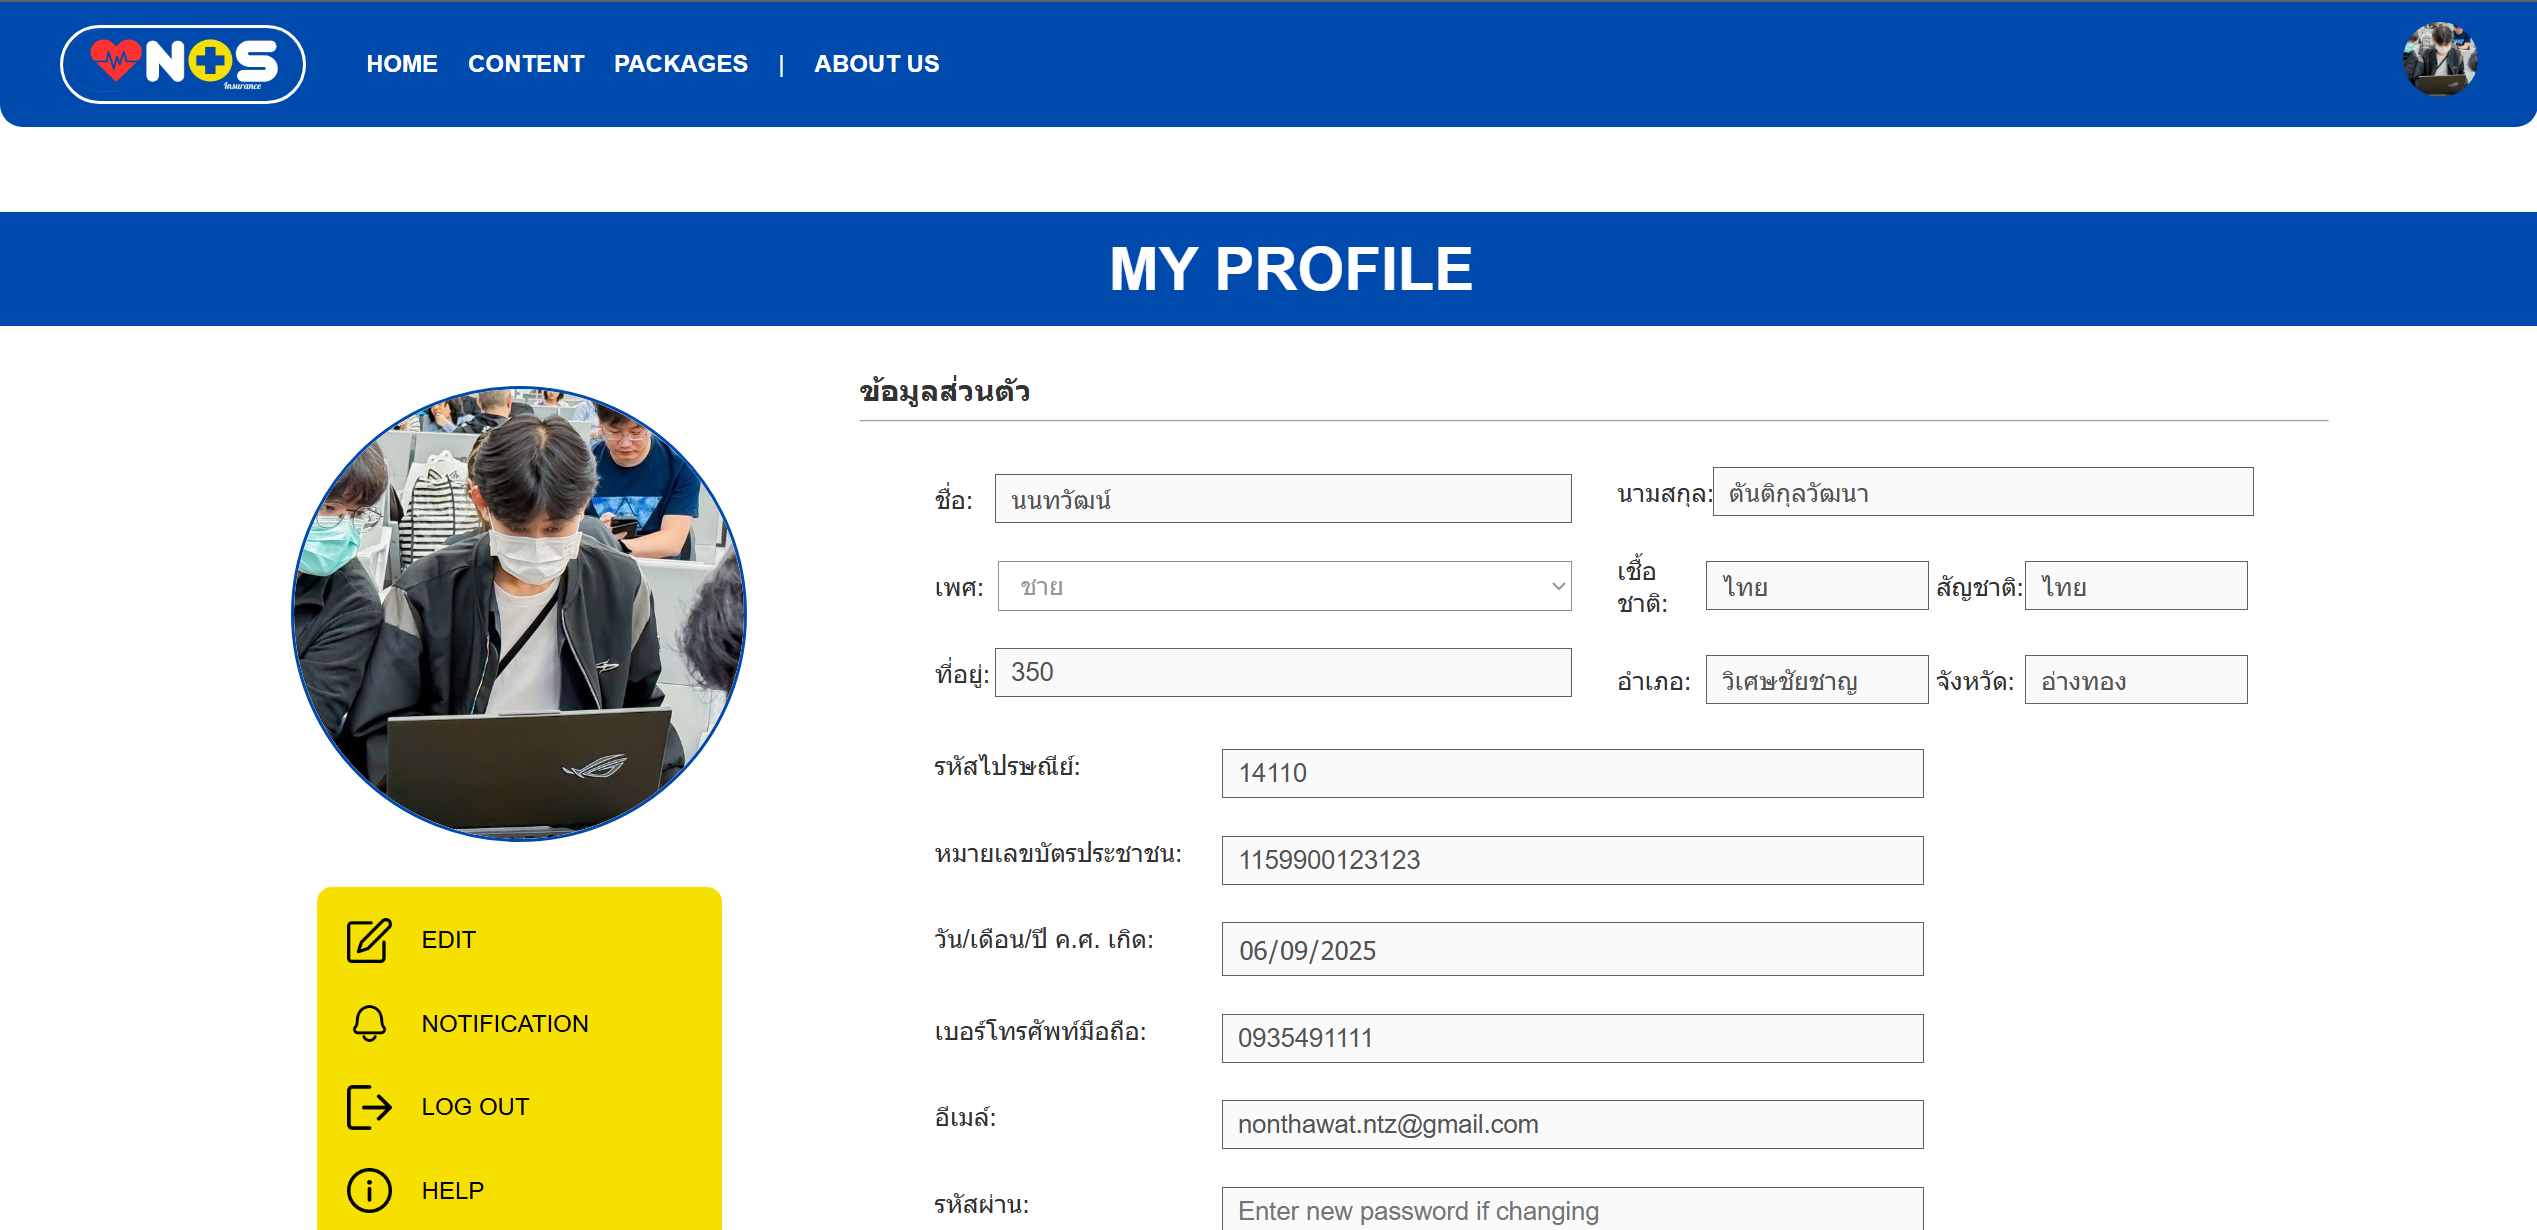 NOS
Insurance
HOME CONTENT PACKAGES | ABOUT US
MY PROFILE
ข้อมูลส่วนตัว
ชื่อ: นนทวัฒน์ นามสกุล: ตันติกุลวัฒนา
เพศ: ชาย เชื้อชาติ: ไทย สัญชาติ: ไทย
ที่อยู่: 350 อำเภอ: วิเศษชัยชาญ จังหวัด: อ่างทอง
รหัสไปรษณีย์: 14110
หมายเลขบัตรประชาชน: 1159900123123
วัน/เดือน/ปี ค.ศ. เกิด: 06/09/2025
เบอร์โทรศัพท์มือถือ: 0935491111
อีเมล์: nonthawat.ntz@gmail.com
รหัสผ่าน: Enter new password if changing
EDIT
NOTIFICATION
LOG OUT
HELP